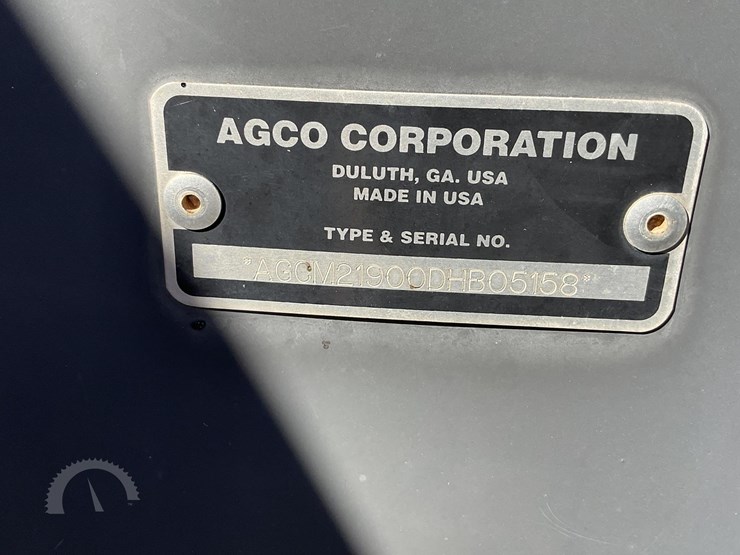 AGCO CORPORATION
DULUTH, GA. USA
MADE IN USA
TYPE & SERIAL NO.
*AGCM21900DHB05158*